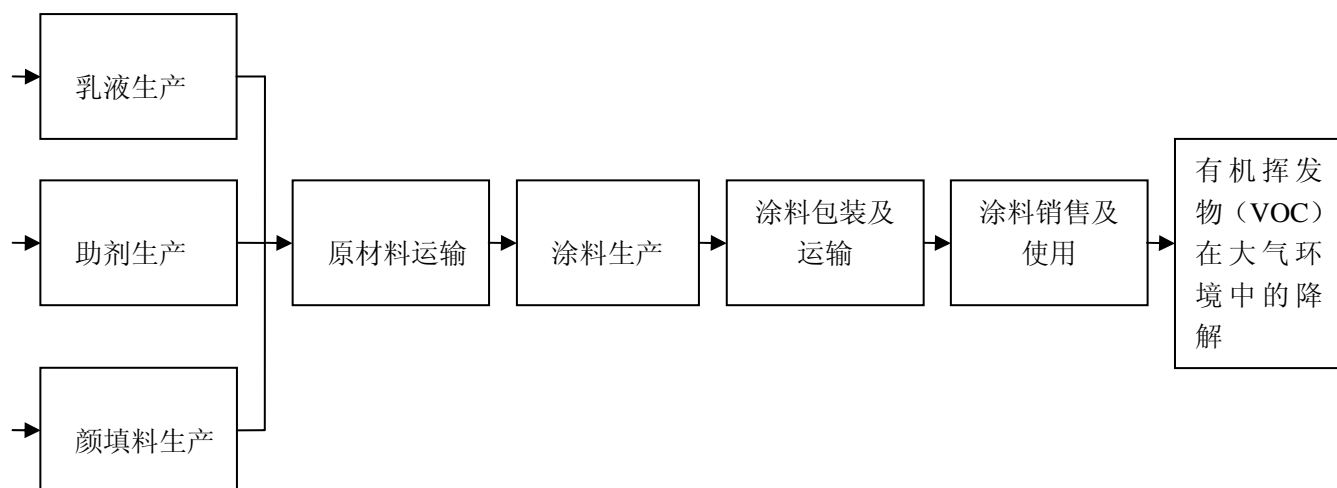 乳液生产
助剂生产
颜填料生产
原材料运输
涂料生产
涂料包装及
运输
涂料销售及
使用
有机挥发
物（VOC）
在大气环
境中的降
解